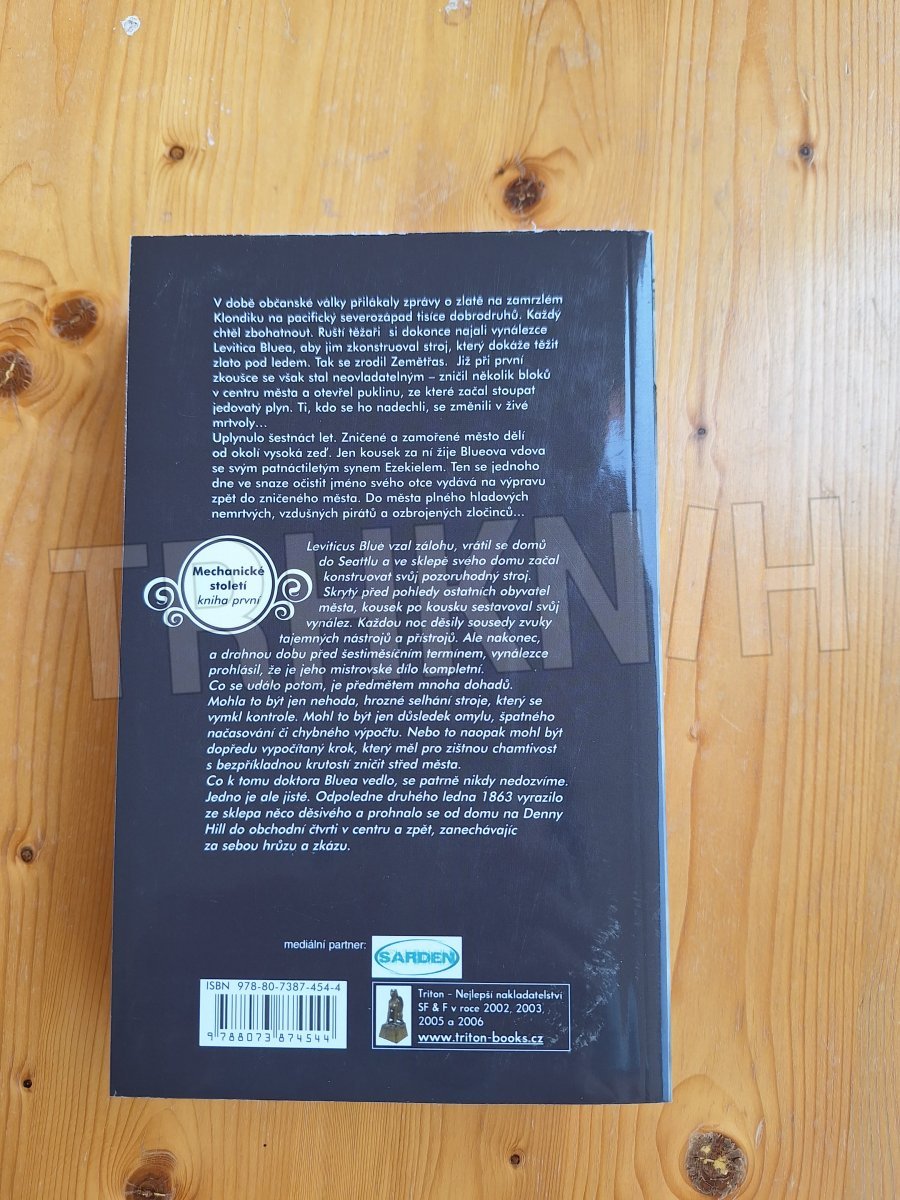 V době občanské války přilákaly zprávy o zlatě na zamrzlém
Klondiku na pacifický severozápad tisíce dobrodruhů. Každý
chtěl zbohatnout. Ruští těžaři si dokonce najali vynálezce
Levitica Bluea, aby jim zkonstruoval stroj, který dokáže těžit
zlato pod ledem. Tak se zrodil Zemětřas. Již při první
zkoušce se však stal neovladatelným – zničil několik bloků
v centru města a otevřel puklinu, ze které začal stoupat
jedovatý plyn. Ti, kdo se ho nadechli, se změnili v živé
mrtvoly...
Uplynulo šestnáct let. Zničené a zamořené město dělí
od okolí vysoká zeď. Jen kousek za ní žije Blueova vdova
se svým patnáctiletým synem Ezekielem. Ten se jednoho
dne ve snaze očistit jméno svého otce vydává na výpravu
zpět do zničeného města. Do města plného hladových
nemrtvých, vzdušných pirátů a ozbrojených zločinců...
Mechanické
století
kniha první
Leviticus Blue vzal zálohu, vrátil se domů
do Seattlu a ve sklepě svého domu začal
konstruovat svůj pozoruhodný stroj.
Skrytý před pohledy ostatních obyvatel
města, kousek po kousku sestavoval svůj
vynález. Každou noc děsily sousedy zvuky
tajemných nástrojů a přístrojů. Ale nakonec,
a drahnou dobu před šestiměsíčním termínem, vynálezce
prohlásil, že je jeho mistrovské dílo kompletní.
Co se událo potom, je předmětem mnoha dohadů.
Mohla to být jen nehoda, hrozné selhání stroje, který se
vymkl kontrole. Mohl to být jen důsledek omylu, špatného
načasování či chybného výpočtu. Nebo to naopak mohl být
dopředu vypočítaný krok, který měl pro zištnou chamtivost
s bezpříkladnou krutostí zničit střed města.
Co k tomu doktora Bluea vedlo, se patrně nikdy nedozvíme.
Jedno je ale jisté. Odpoledne druhého ledna 1863 vyrazilo
ze sklepa něco děsivého a prohnalo se od domu na Denny
Hill do obchodní čtvrti v centru a zpět, zanechávajíc
za sebou hrůzu a zkázu.
TRHKNIH
mediální partner:
SARDEN
ISBN 978-80-7387-454-4
9 788073 874544
Triton - Nejlepší nakladatelství
SF & F v roce 2002, 2003,
2005 a 2006
www.triton-books.cz